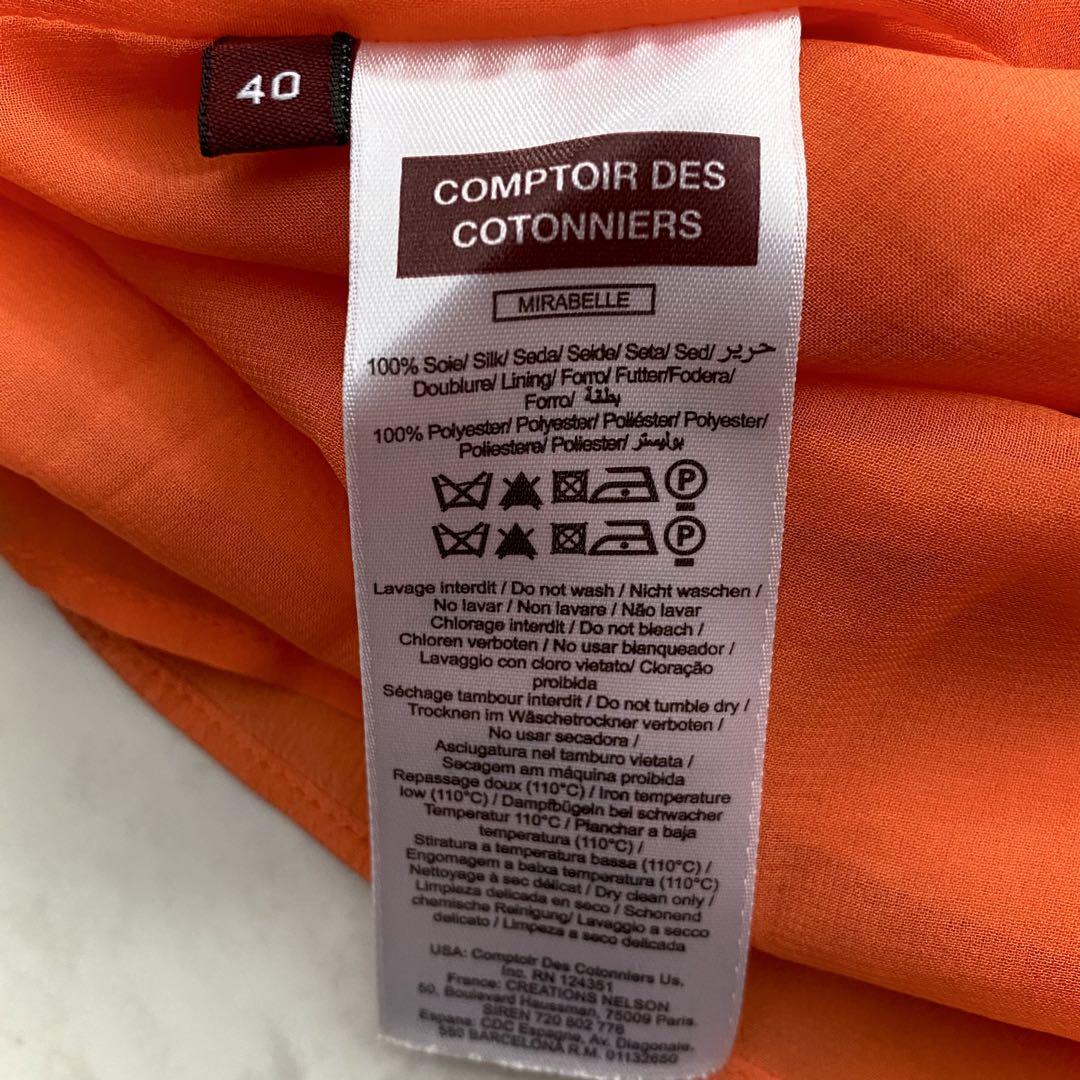 40
COMPTOIR DES
COTONNIERS
MIRABELLE
100% Soie/ Silk/ Seda/ Seide/ Seta/ Sed/ حرير
Doublure/ Lining/ Forro/ Futter/Fodera/
Forro/ بطانة
100% Polyester/ Polyester/ Poliéster/ Polyester/
Poliestere/ Poliester/ بوليستر
P
P
Lavage interdit / Do not wash / Nicht waschen /
No lavar / Non lavare / Não lavar
Chlorage interdit / Do not bleach /
Chloren verboten / No usar blanqueador /
Lavaggio con cloro vietato/ Cloração
proibida
Séchage tambour interdit / Do not tumble dry /
Trocknen im Wäschetrockner verboten /
No usar secadora /
Asciugatura nel tamburo vietata /
Secagem am máquina proibida
Repassage doux (110°C) / Iron temperature
low (110°C) / Dampfbügeln bei schwacher
Temperatur 110°C / Planchar a baja
temperatura (110°C) /
Stiratura a temperatura bassa (110°C) /
Engomagem a baixa temperatura (110°C)
Nettoyage à sec délicat / Dry clean only /
Limpieza delicada en seco / Schonend
chemische Reinigung/ Lavaggio a secco
delicato / Limpeza a seco delicada
USA: Comptoir Des Cotonniers Us,
Inc. RN 124351
France: CREATIONS NELSON
50, Boulevard Haussman, 75009 Paris.
SIREN 720 802 776
Espane: CDC Espagne, Av. Diagonale,
550 BARCELONA R.M. 01132650